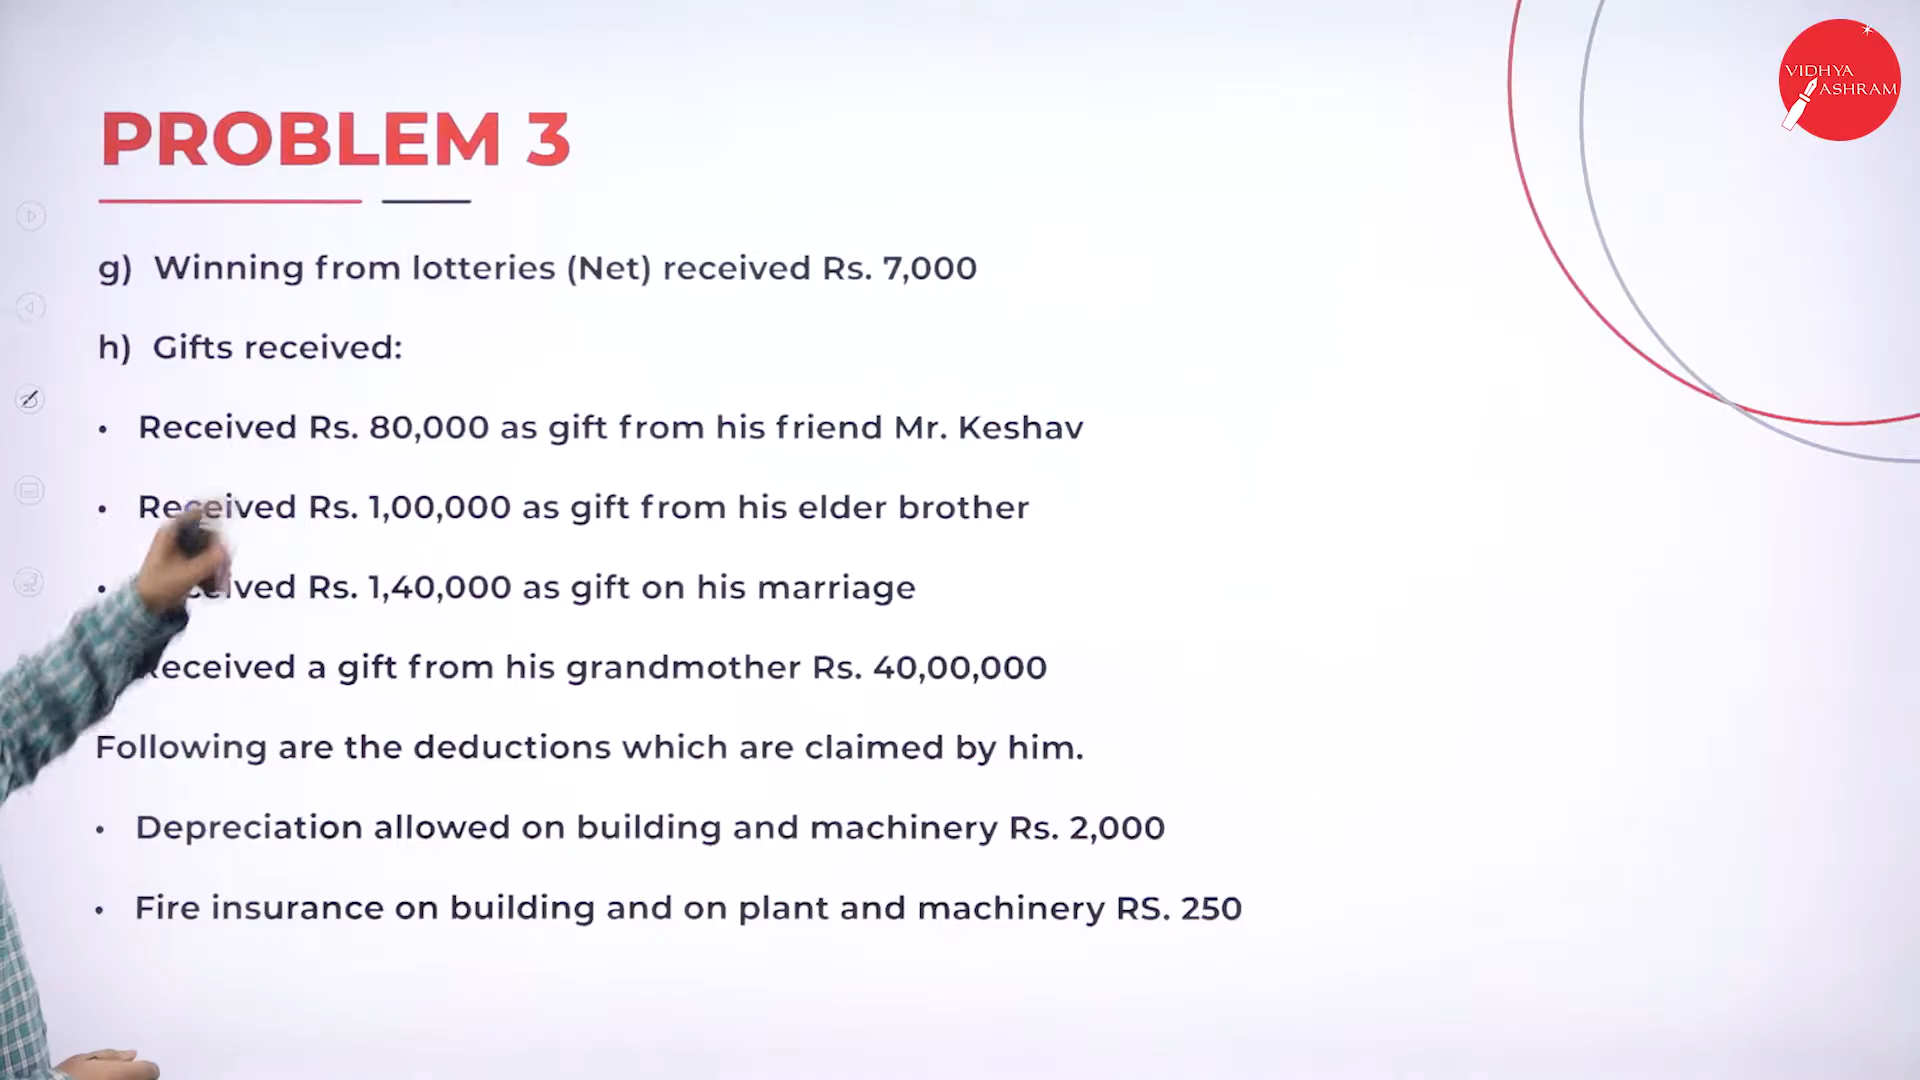 VIDHYA
ASHRAM
PROBLEM 3
g) Winning from lotteries (Net) received Rs. 7,000
h) Gifts received:
• Received Rs. 80,000 as gift from his friend Mr. Keshav
• Received Rs. 1,00,000 as gift from his elder brother
• Received Rs. 1,40,000 as gift on his marriage
Received a gift from his grandmother Rs. 40,00,000
Following are the deductions which are claimed by him.
• Depreciation allowed on building and machinery Rs. 2,000
• Fire insurance on building and on plant and machinery RS. 250